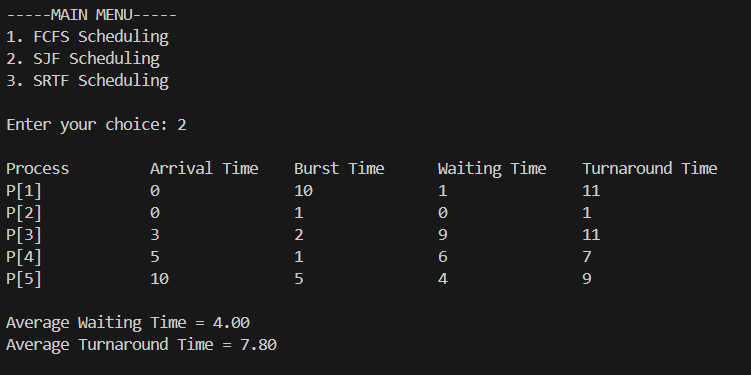 -----MAIN MENU-----
1. FCFS Scheduling
2. SJF Scheduling
3. SRTF Scheduling
Enter your choice: 2
Process Arrival Time Burst Time Waiting Time Turnaround Time
P[1] 0 10 1 11
P[2] 0 1 0 1
P[3] 3 2 9 11
P[4] 5 1 6 7
P[5] 10 5 4 9
Average Waiting Time = 4.00
Average Turnaround Time = 7.80